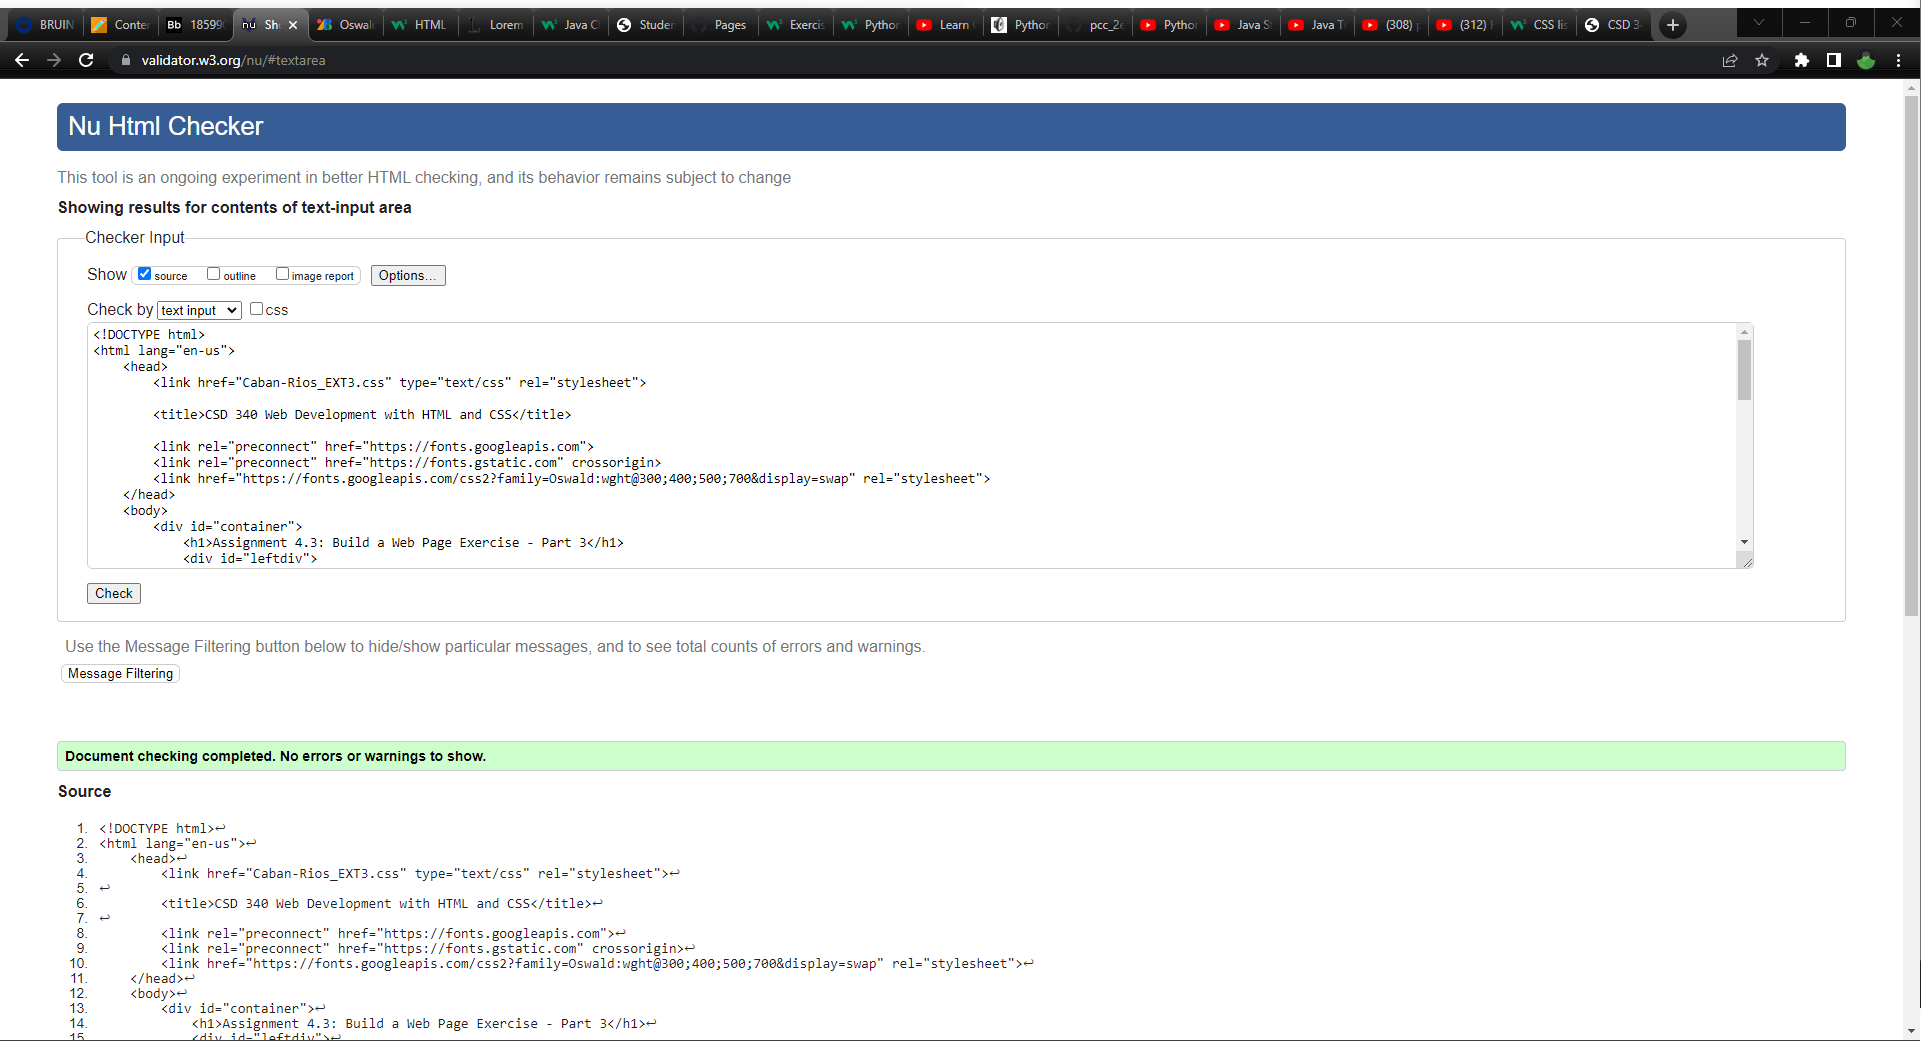 BRUIN
Conter
Bb 18599
nu Sh
Oswal
HTML
Lorem
Java C
Studer
Pages
Exercis
Python
Learn
Python
pcc_2e
Python
Java S
Java T
(308)
(312)
CSS lis
CSD 3
validator.w3.org/nu/#textarea
Nu Html Checker
This tool is an ongoing experiment in better HTML checking, and its behavior remains subject to change
Showing results for contents of text-input area
Checker Input
Show source outline image report Options...
Check by text input css
<!DOCTYPE html>
<html lang="en-us">
<head>
<link href="Caban-Rios_EXT3.css" type="text/css" rel="stylesheet">
<title>CSD 340 Web Development with HTML and CSS</title>
<link rel="preconnect" href="https://fonts.googleapis.com">
<link rel="preconnect" href="https://fonts.gstatic.com" crossorigin>
<link href="https://fonts.googleapis.com/css2?family=Oswald:wght@300;400;500;700&display=swap" rel="stylesheet">
</head>
<body>
<div id="container">
<h1>Assignment 4.3: Build a Web Page Exercise - Part 3</h1>
<div id="leftdiv">
Check
Use the Message Filtering button below to hide/show particular messages, and to see total counts of errors and warnings.
Message Filtering
Document checking completed. No errors or warnings to show.
Source
1. <!DOCTYPE html>↩
2. <html lang="en-us">↩
3. <head>↩
4. <link href="Caban-Rios_EXT3.css" type="text/css" rel="stylesheet">↩
5. ↩
6. <title>CSD 340 Web Development with HTML and CSS</title>↩
7. ↩
8. <link rel="preconnect" href="https://fonts.googleapis.com">↩
9. <link rel="preconnect" href="https://fonts.gstatic.com" crossorigin>↩
10. <link href="https://fonts.googleapis.com/css2?family=Oswald:wght@300;400;500;700&display=swap" rel="stylesheet">↩
11. </head>↩
12. <body>↩
13. <div id="container">↩
14. <h1>Assignment 4.3: Build a Web Page Exercise - Part 3</h1>↩
15. <div id="leftdiv">↩